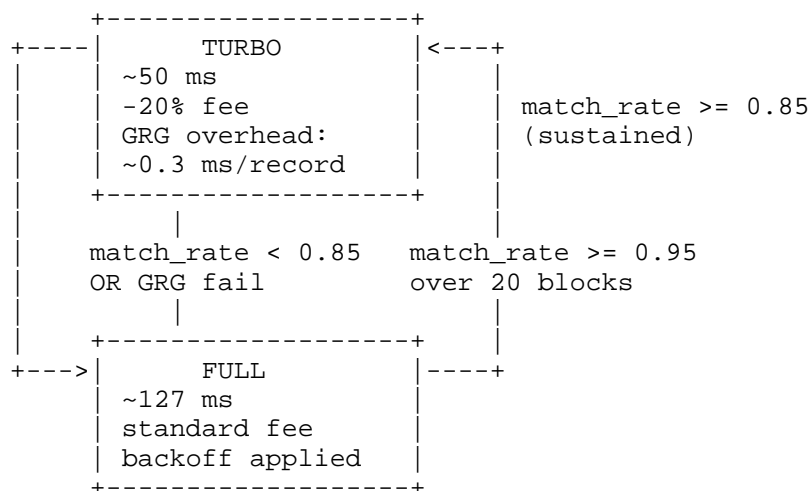 TURBO
~50 ms
-20% fee
match_rate >= 0.85
GRG overhead:
(sustained)
~0.3 ms/record
match_rate < 0.85 match_rate >= 0.95
OR GRG fail over 20 blocks
FULL
~127 ms
standard fee
backoff applied